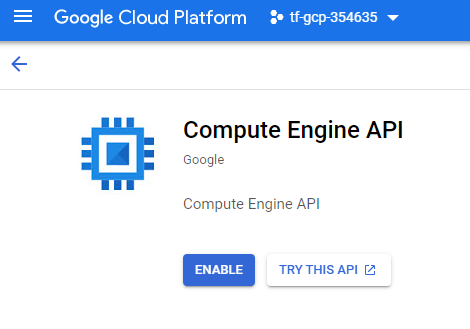 Google Cloud Platform tf-gcp-354635
Compute Engine API
Google
Compute Engine API
ENABLE TRY THIS API